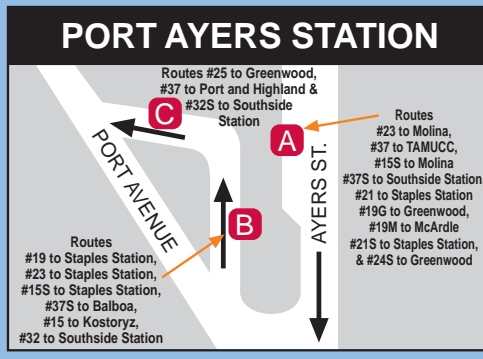 PORT AYERS STATION
Routes #25 to Greenwood,
#37 to Port and Highland &
#32S to Southside
Station
C
A
Routes
#23 to Molina,
#37 to TAMUCC,
#15S to Molina
#37S to Southside Station
#21 to Staples Station
#19G to Greenwood,
#19M to McArdle
#21S to Staples Station,
& #24S to Greenwood
PORT AVENUE
AYERS ST.
B
Routes
#19 to Staples Station,
#23 to Staples Station,
#15S to Staples Station,
#37S to Balboa,
#15 to Kostoryz,
#32 to Southside Station